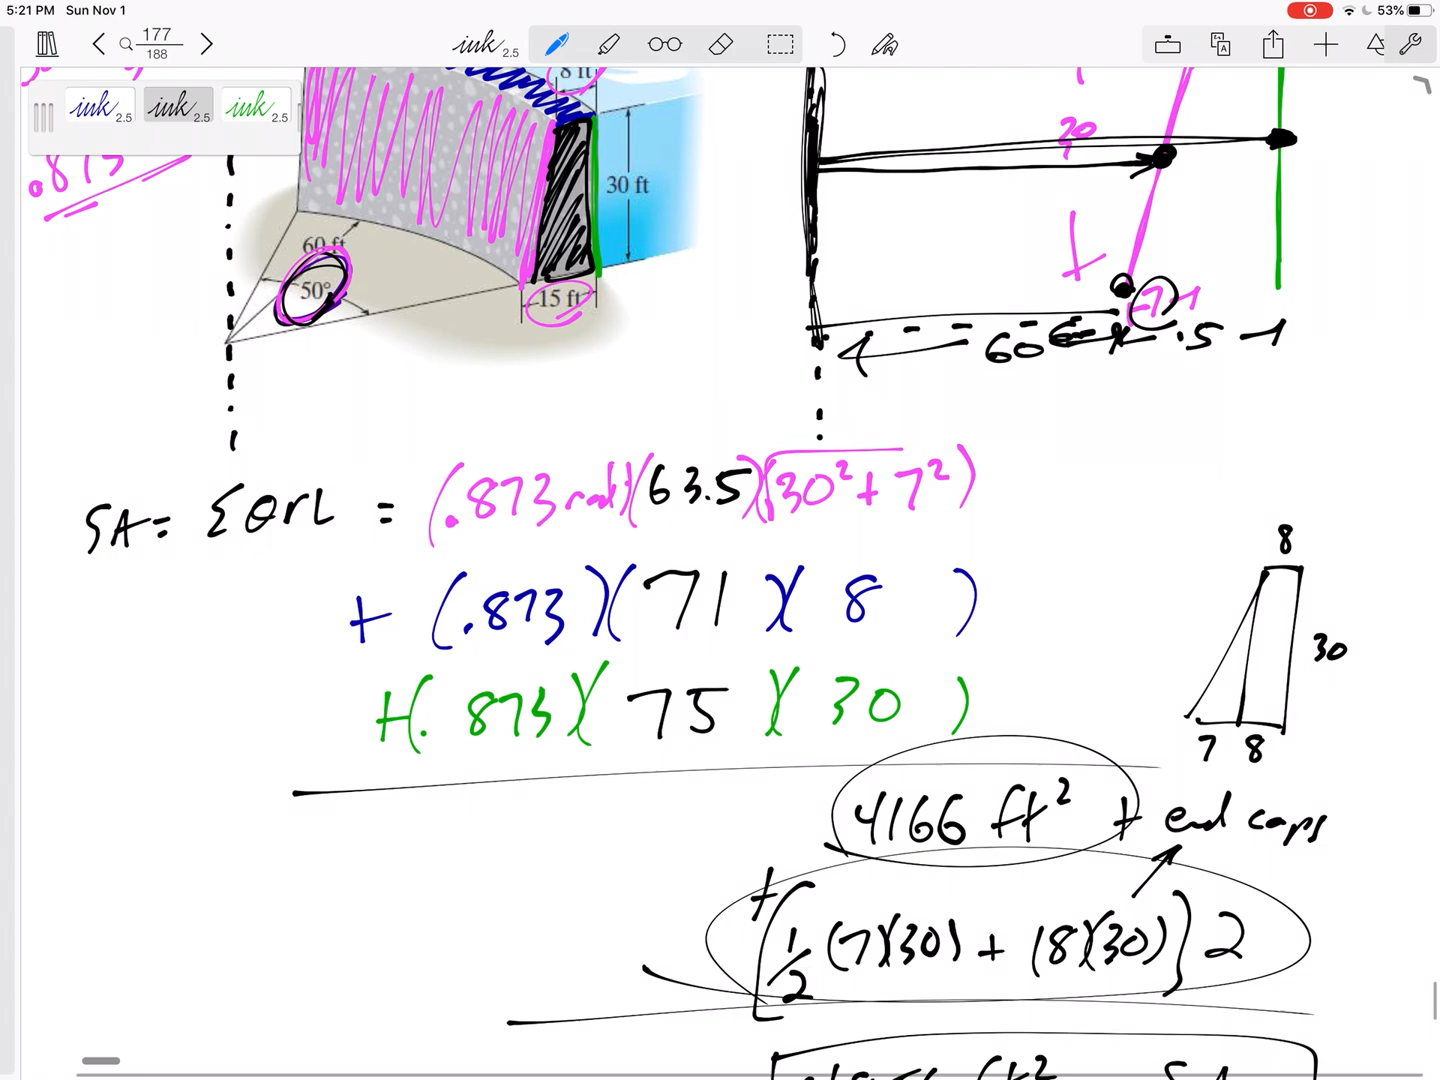 5:21 PM Sun Nov 1
53%
177
188
ink 2.5
ink 2.5
ink 2.5
ink 2.5
.873
8 ft
30 ft
60 ft
50°
15 ft
30
7
60
.5
SA = ΣθrL = (.873 rad)(63.5)(√30² + 7²)
+ (.873)(71)(8)
+(.873)(75)(30)
8
30
7 8
4166 ft² + end caps
+ [½(7)(30) + (8)(30)]2